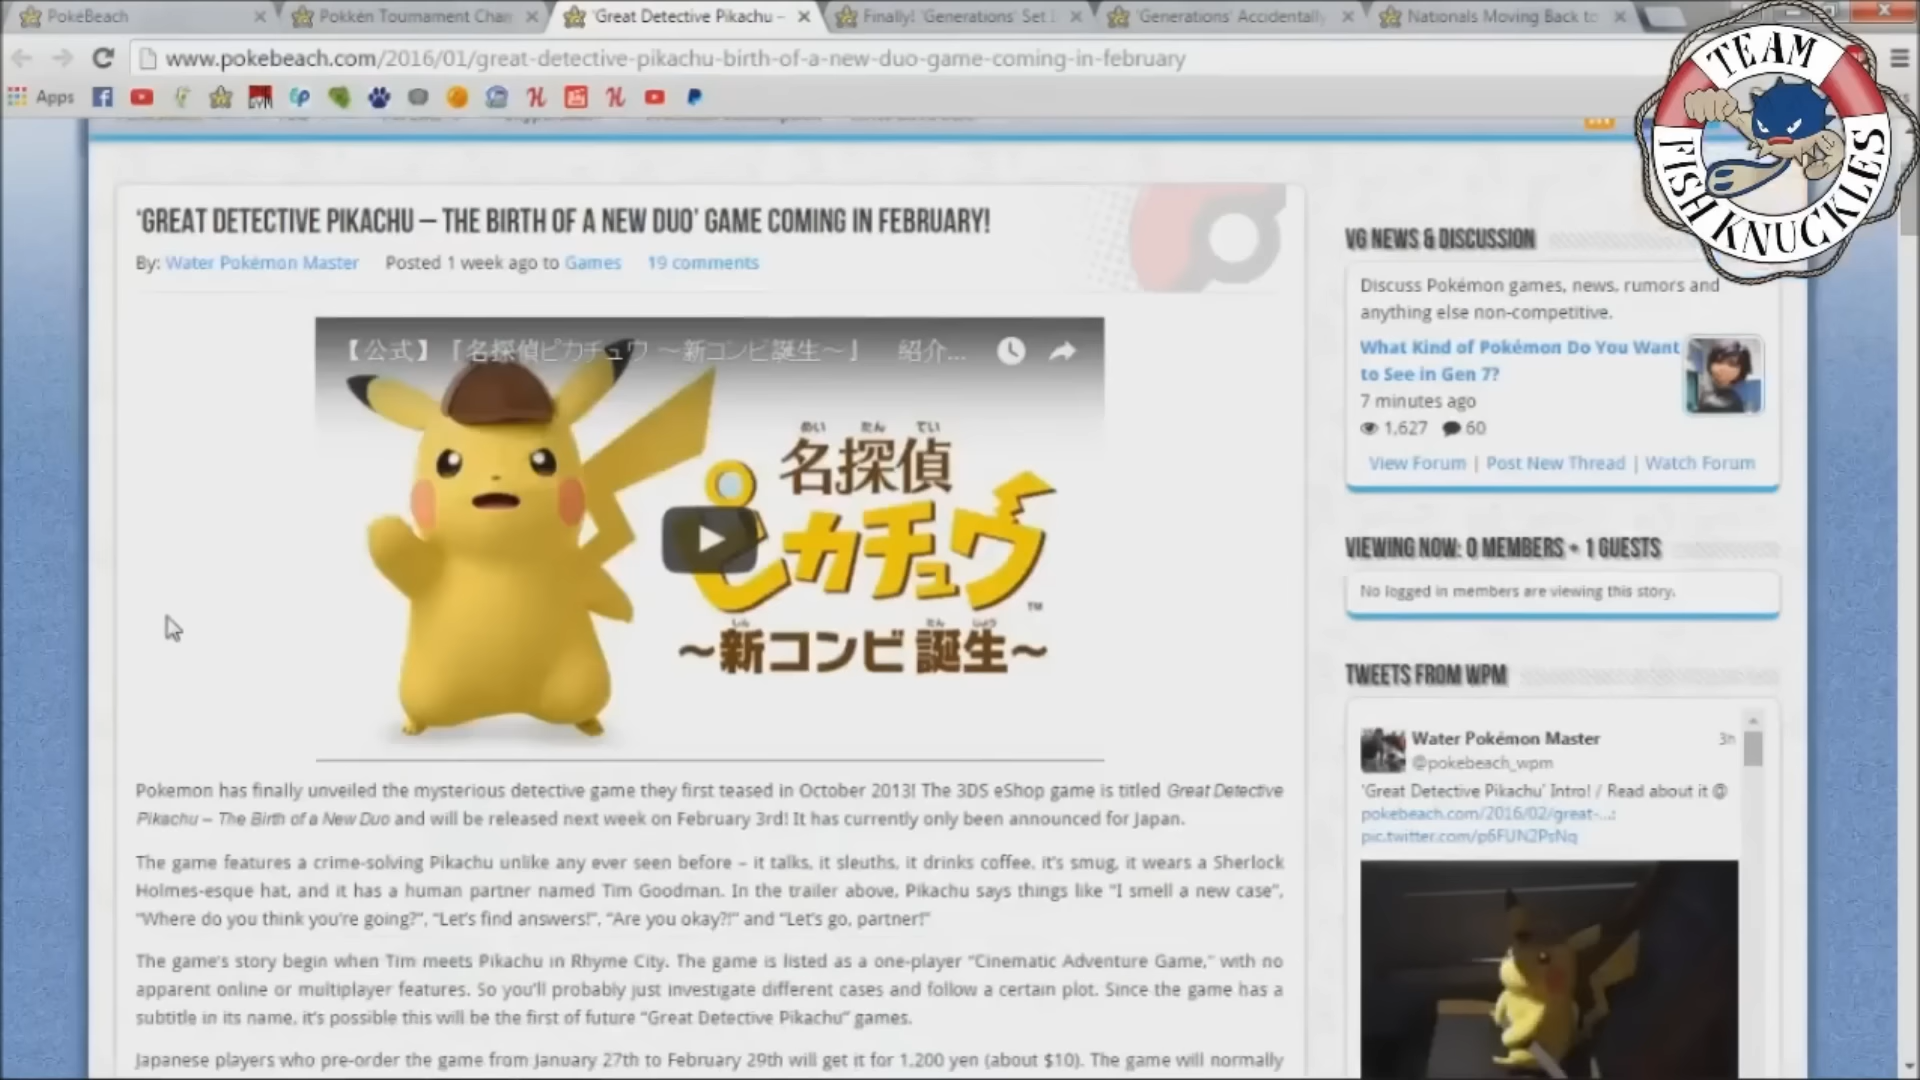 PokéBeach
Pokkén Tournament Cham
'Great Detective Pikachu –
Finally! 'Generations' Set
'Generations' Accidentally
Nationals Moving Back to
www.pokebeach.com/2016/01/great-detective-pikachu-birth-of-a-new-duo-game-coming-in-february
Apps
TEAM
FISH KNUCKLES
'GREAT DETECTIVE PIKACHU – THE BIRTH OF A NEW DUO' GAME COMING IN FEBRUARY!
By: Water Pokémon Master Posted 1 week ago to Games 19 comments
【公式】『名探偵ピカチュウ ~新コンビ誕生~』 紹介...
めい たん てい
名探偵
ピカチュウ
TM
しん たん じょう
~新コンビ誕生~
Pokemon has finally unveiled the mysterious detective game they first teased in October 2013! The 3DS eShop game is titled Great Detective
Pikachu – The Birth of a New Duo and will be released next week on February 3rd! It has currently only been announced for Japan.
The game features a crime-solving Pikachu unlike any ever seen before – it talks, it sleuths, it drinks coffee, it's smug, it wears a Sherlock
Holmes-esque hat, and it has a human partner named Tim Goodman. In the trailer above, Pikachu says things like "I smell a new case",
"Where do you think you're going?", "Let's find answers!", "Are you okay?!" and "Let's go, partner!"
The game's story begin when Tim meets Pikachu in Rhyme City. The game is listed as a one-player "Cinematic Adventure Game," with no
apparent online or multiplayer features. So you'll probably just investigate different cases and follow a certain plot. Since the game has a
subtitle in its name, it's possible this will be the first of future "Great Detective Pikachu" games.
Japanese players who pre-order the game from January 27th to February 29th will get it for 1,200 yen (about $10). The game will normally
VG NEWS & DISCUSSION
Discuss Pokémon games, news, rumors and
anything else non-competitive.
What Kind of Pokémon Do You Want
to See in Gen 7?
7 minutes ago
1,627 60
View Forum | Post New Thread | Watch Forum
VIEWING NOW: 0 MEMBERS + 1 GUESTS
No logged in members are viewing this story.
TWEETS FROM WPM
Water Pokémon Master 3h
@pokebeach_wpm
'Great Detective Pikachu' Intro! / Read about it @
pokebeach.com/2016/02/great-...:
pic.twitter.com/p6FUN2PsNq